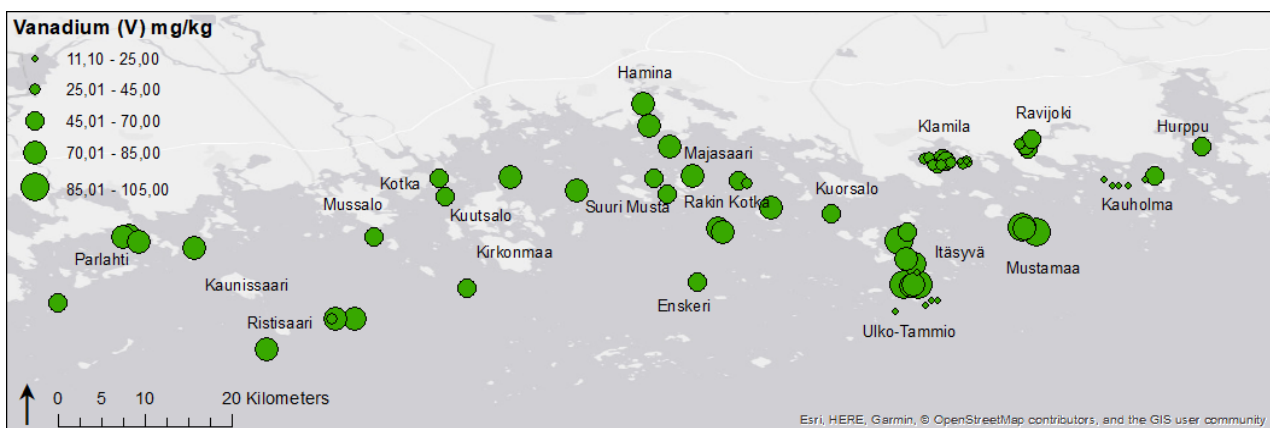 Vanadium (V) mg/kg
11,10 - 25,00
25,01 - 45,00
45,01 - 70,00
70,01 - 85,00
85,01 - 105,00
Hamina
Klamila
Ravijoki
Hurppu
Majasaari
Kotka
Mussalo
Kuutsalo
Suuri Musta
Rakin Kotka
Kuorsalo
Kauholma
Parlahti
Kirkonmaa
Itäsyvä
Mustamaa
Kaunissaari
Enskeri
Ristisaari
Ulko-Tammio
0 5 10 20 Kilometers
Esri, HERE, Garmin, © OpenStreetMap contributors, and the GIS user community